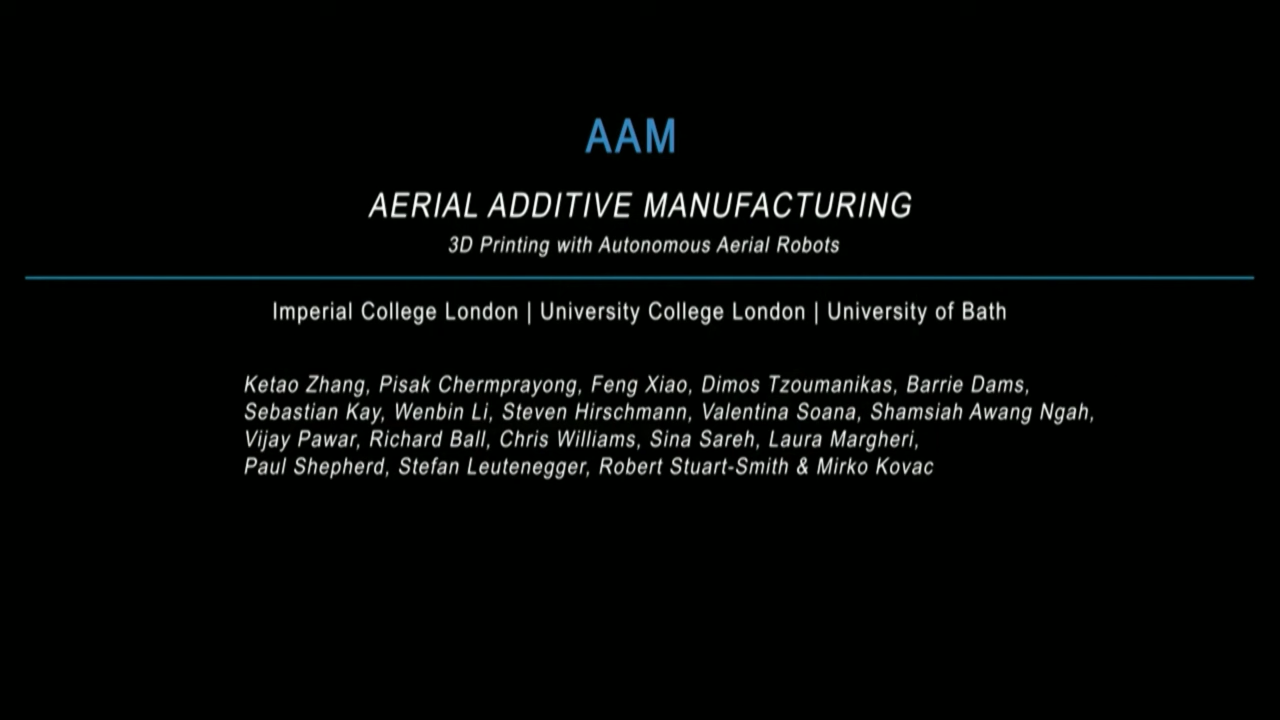 AAM
AERIAL ADDITIVE MANUFACTURING
3D Printing with Autonomous Aerial Robots
Imperial College London | University College London | University of Bath
Ketao Zhang, Pisak Chermprayong, Feng Xiao, Dimos Tzoumanikas, Barrie Dams,
Sebastian Kay, Wenbin Li, Steven Hirschmann, Valentina Soana, Shamsiah Awang Ngah,
Vijay Pawar, Richard Ball, Chris Williams, Sina Sareh, Laura Margheri,
Paul Shepherd, Stefan Leutenegger, Robert Stuart-Smith & Mirko Kovac